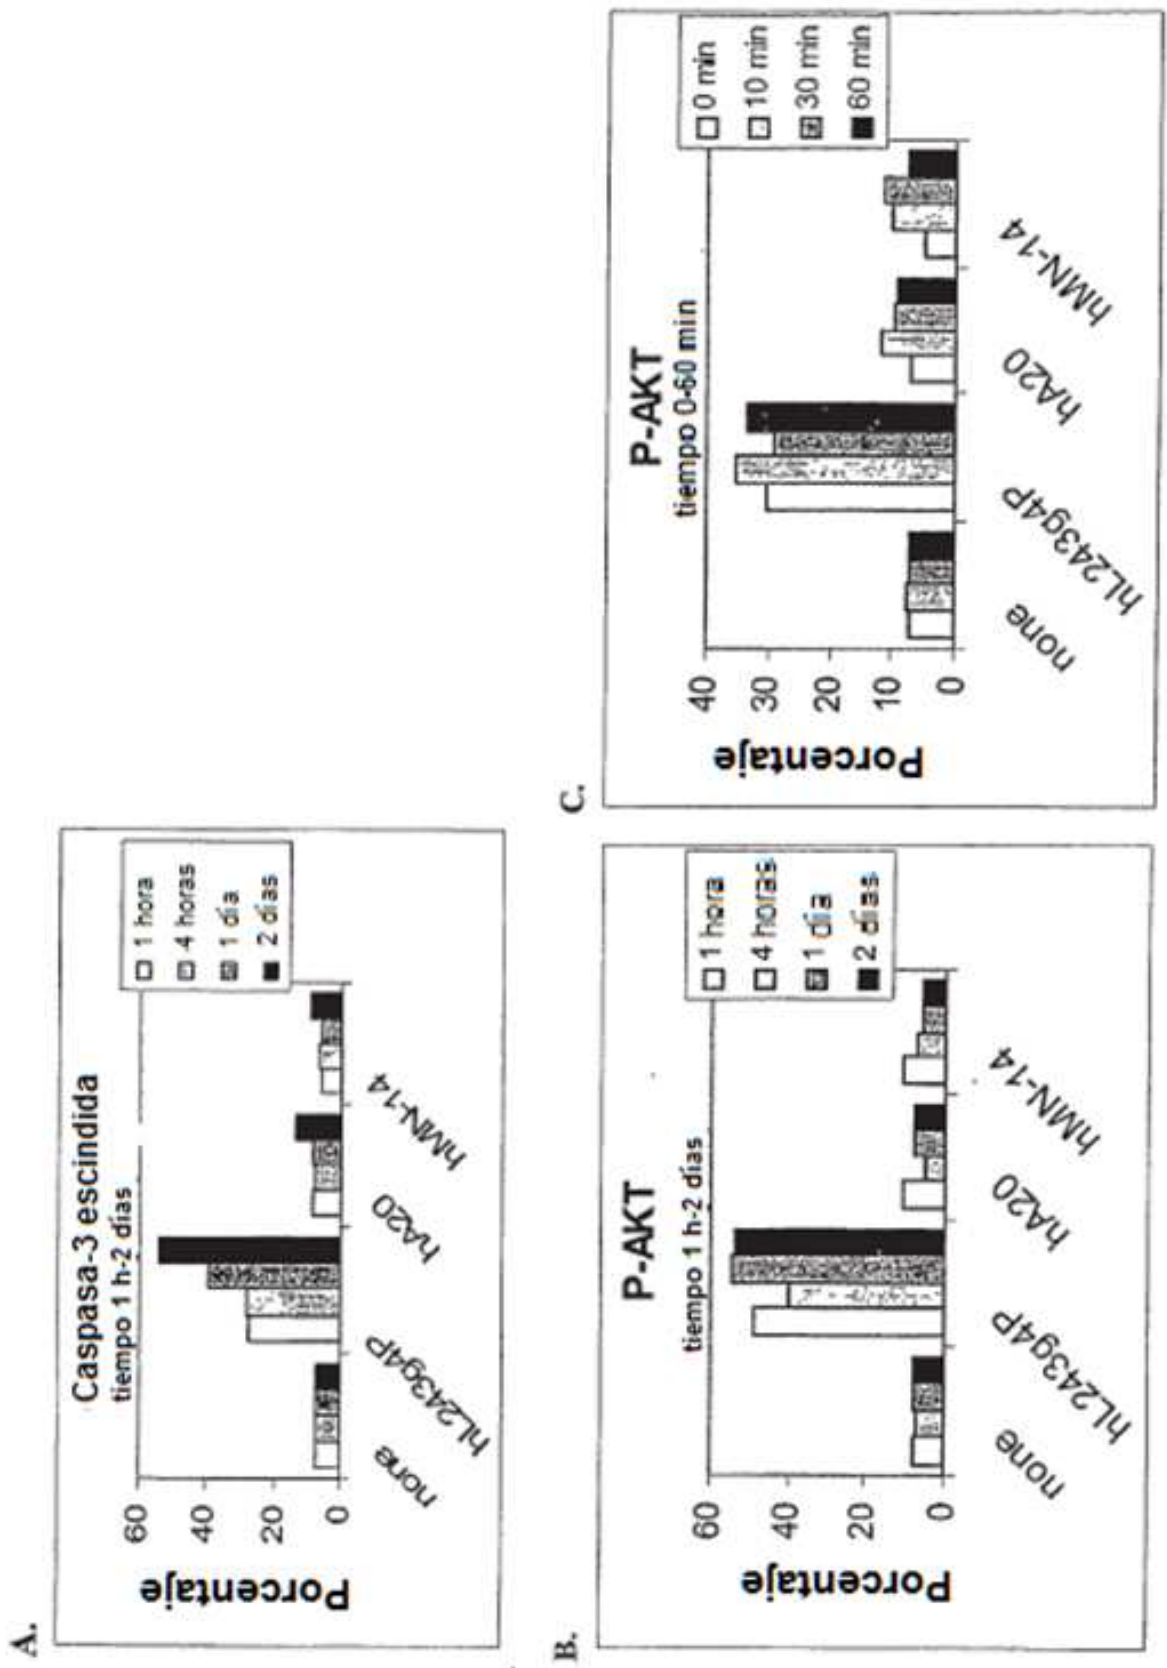 A.
Caspasa-3 escindida
tiempo 1 h-2 días
Porcentaje
60
40
20
0
none
hL243g4P
hA20
hMN-14
1 hora
4 horas
1 día
2 días
B.
P-AKT
tiempo 1 h-2 días
Porcentaje
60
40
20
0
none
hL243g4P
hA20
hMN-14
1 hora
4 horas
1 día
2 días
C.
P-AKT
tiempo 0-60 min
Porcentaje
40
30
20
10
0
none
hL243g4P
hA20
hMN-14
0 min
10 min
30 min
60 min